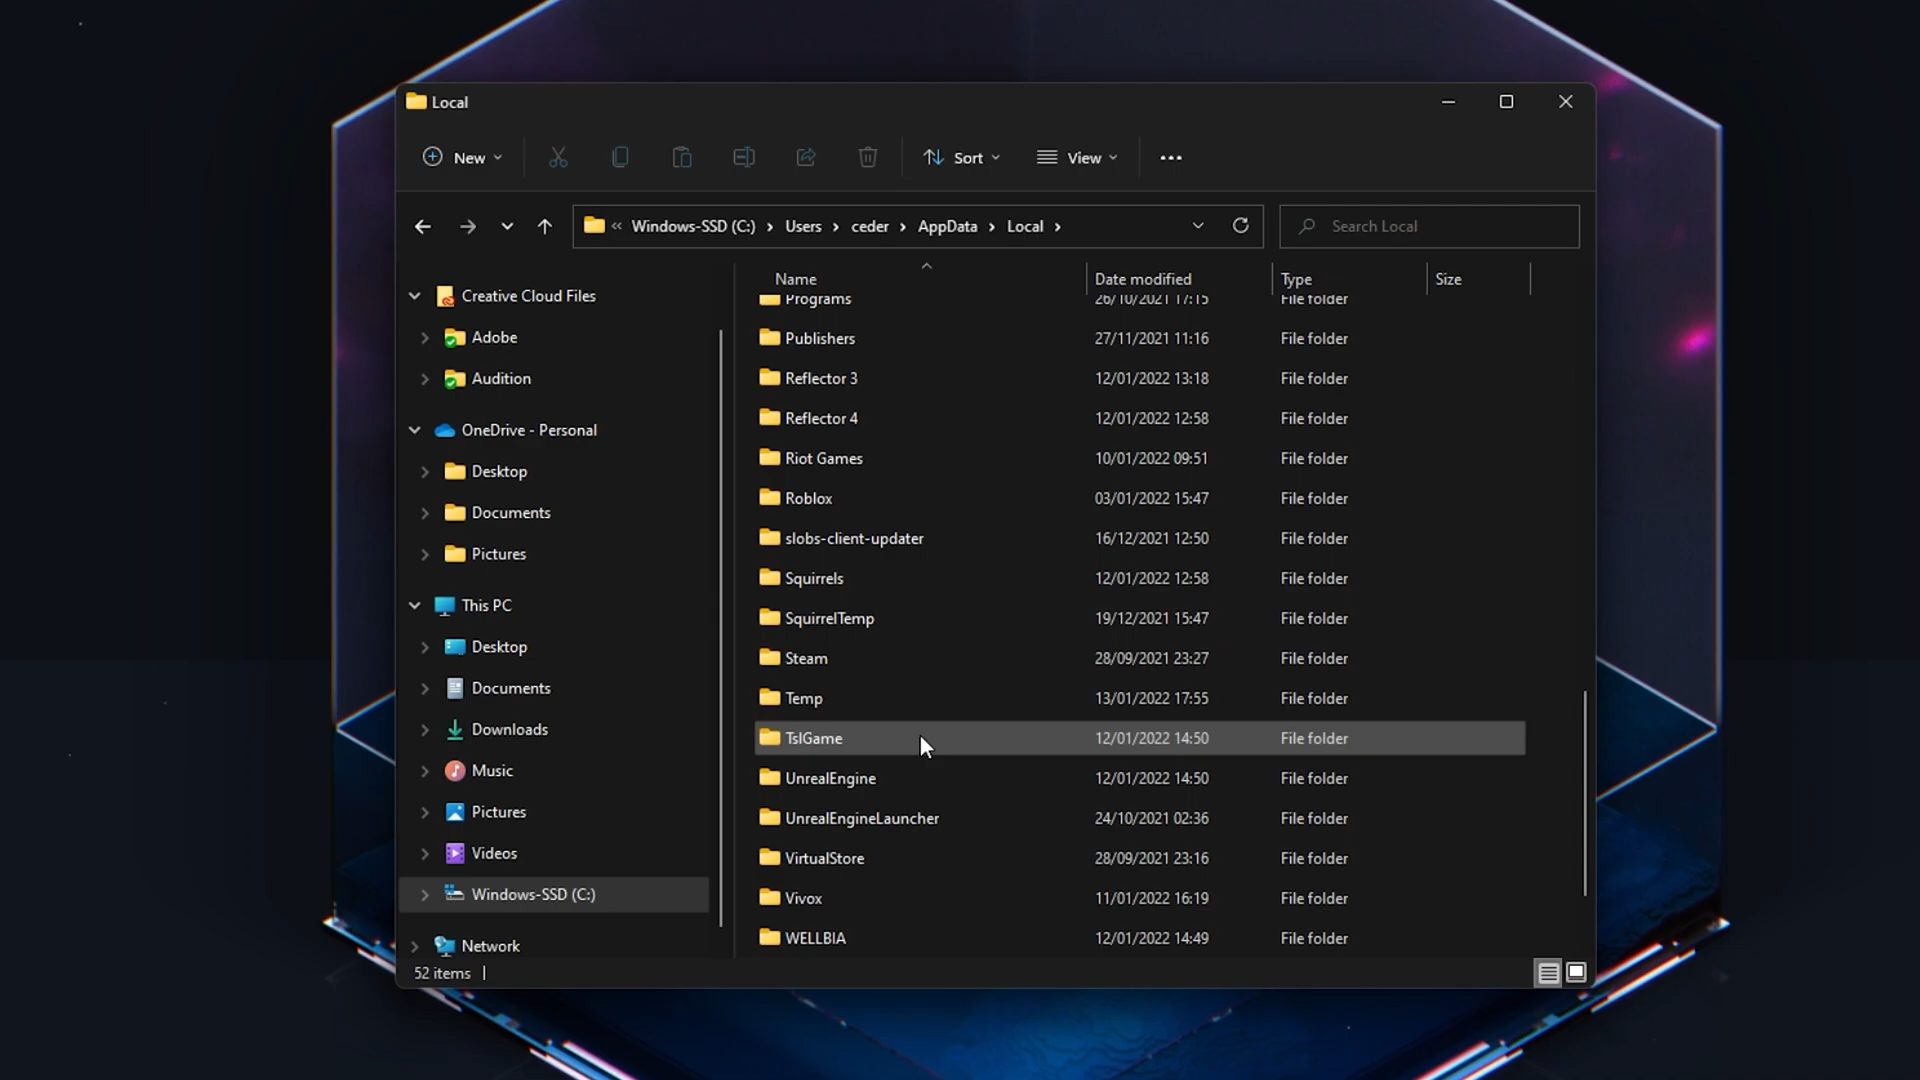 Local
New
Sort
View
« Windows-SSD (C:) > Users > ceder > AppData > Local >
Search Local
Name Date modified Type Size
Creative Cloud Files
Adobe
Audition
OneDrive - Personal
Desktop
Documents
Pictures
This PC
Desktop
Documents
Downloads
Music
Pictures
Videos
Windows-SSD (C:)
Network
Programs 26/10/2021 17:15 File folder
Publishers 27/11/2021 11:16 File folder
Reflector 3 12/01/2022 13:18 File folder
Reflector 4 12/01/2022 12:58 File folder
Riot Games 10/01/2022 09:51 File folder
Roblox 03/01/2022 15:47 File folder
slobs-client-updater 16/12/2021 12:50 File folder
Squirrels 12/01/2022 12:58 File folder
SquirrelTemp 19/12/2021 15:47 File folder
Steam 28/09/2021 23:27 File folder
Temp 13/01/2022 17:55 File folder
TslGame 12/01/2022 14:50 File folder
UnrealEngine 12/01/2022 14:50 File folder
UnrealEngineLauncher 24/10/2021 02:36 File folder
VirtualStore 28/09/2021 23:16 File folder
Vivox 11/01/2022 16:19 File folder
WELLBIA 12/01/2022 14:49 File folder
52 items